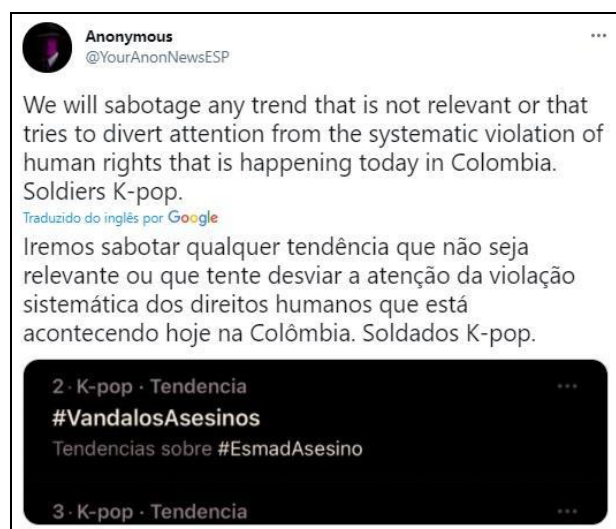 Anonymous
@YourAnonNewsESP
We will sabotage any trend that is not relevant or that
tries to divert attention from the systematic violation of
human rights that is happening today in Colombia.
Soldiers K-pop.
Traduzido do inglês por Google
Iremos sabotar qualquer tendência que não seja
relevante ou que tente desviar a atenção da violação
sistemática dos direitos humanos que está
acontecendo hoje na Colômbia. Soldados K-pop.
2 · K-pop · Tendencia
#VandalosAsesinos
Tendencias sobre #EsmadAsesino
3 · K-pop · Tendencia